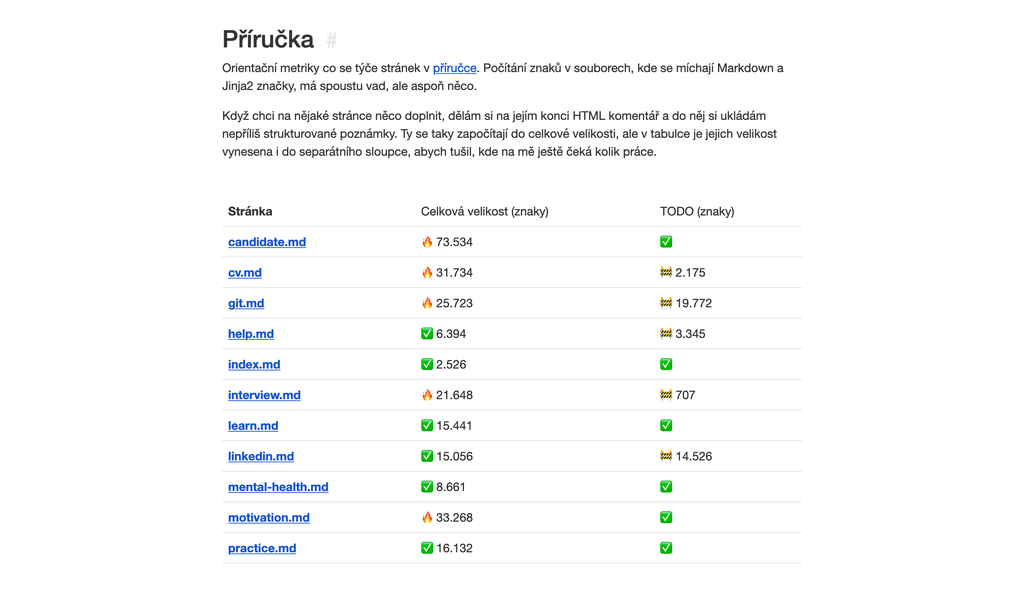 Příručka #
Orientační metriky co se týče stránek v příručce. Počítání znaků v souborech, kde se míchají Markdown a
Jinja2 značky, má spoustu vad, ale aspoň něco.
Když chci na nějaké stránce něco doplnit, dělám si na jejím konci HTML komentář a do něj si ukládám
nepříliš strukturované poznámky. Ty se taky započítají do celkové velikosti, ale v tabulce je jejich velikost
vynesena i do separátního sloupce, abych tušil, kde na mě ještě čeká kolik práce.
Stránka Celková velikost (znaky) TODO (znaky)
candidate.md 🔥 73.534 ✅
cv.md 🔥 31.734 🚧 2.175
git.md 🔥 25.723 🚧 19.772
help.md ✅ 6.394 🚧 3.345
index.md ✅ 2.526 ✅
interview.md 🔥 21.648 🚧 707
learn.md ✅ 15.441 ✅
linkedin.md ✅ 15.056 🚧 14.526
mental-health.md ✅ 8.661 ✅
motivation.md 🔥 33.268 ✅
practice.md ✅ 16.132 ✅